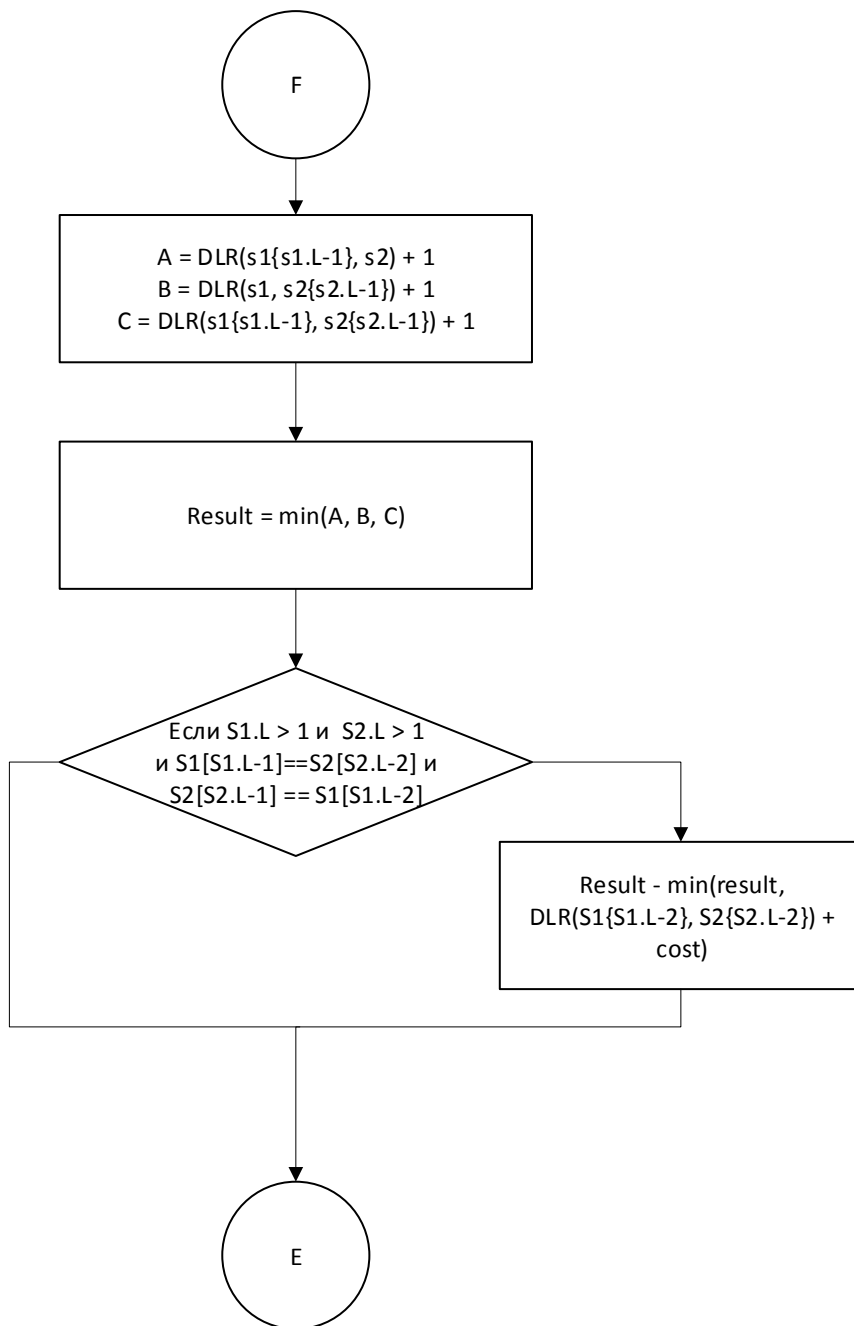 F
A = DLR(s1{s1.L-1}, s2) + 1
B = DLR(s1, s2{s2.L-1}) + 1
C = DLR(s1{s1.L-1}, s2{s2.L-1}) + 1
Result = min(A, B, C)
Если S1.L > 1 и S2.L > 1
и S1[S1.L-1]==S2[S2.L-2] и
S2[S2.L-1] == S1[S1.L-2]
Result - min(result,
DLR(S1{S1.L-2}, S2{S2.L-2}) +
cost)
E